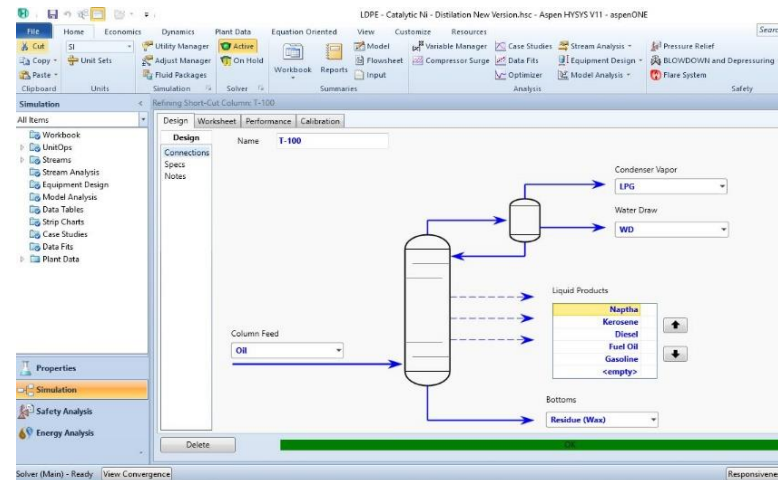 LDPE - Catalytic Ni - Distilation New Version.hsc - Aspen HYSYS V11 - aspenONE
File Home Economics Dynamics Plant Data Equation Oriented View Customize Resources Searc
Cut SI Utility Manager Active Model Variable Manager Case Studies Stream Analysis Pressure Relief
Copy Unit Sets Adjust Manager On Hold Workbook Reports Flowsheet Compressor Surge Data Fits Equipment Design BLOWDOWN and Depressuring
Paste Fluid Packages Input Optimizer Model Analysis Flare System
Clipboard Units Simulation Solver Summaries Analysis Safety
Simulation
Refining Short-Cut Column: T-100
All Items
Design Worksheet Performance Calibration
Workbook
UnitOps
Streams
Stream Analysis
Equipment Design
Model Analysis
Data Tables
Strip Charts
Case Studies
Data Fits
Plant Data
Design
Connections
Specs
Notes
Name T-100
Condenser Vapor
LPG
Water Draw
WD
Liquid Products
Naptha
Kerosene
Diesel
Fuel Oil
Gasoline
<empty>
Column Feed
Oil
Bottoms
Residue (Wax)
Properties
Simulation
Safety Analysis
Energy Analysis
Delete
OK
Solver (Main) - Ready View Convergence Responsivene